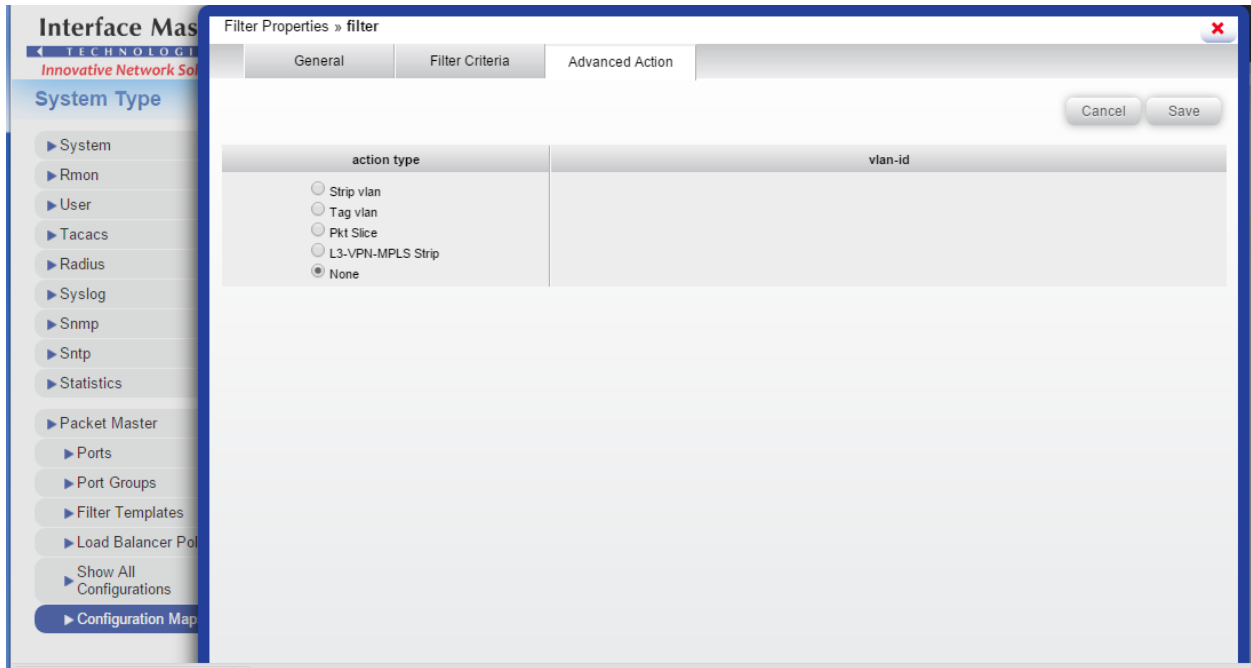 Interface Mas
TECHNOLOGI
Innovative Network Sol
System Type
System
Rmon
User
Tacacs
Radius
Syslog
Snmp
Sntp
Statistics
Packet Master
Ports
Port Groups
Filter Templates
Load Balancer Pol
Show All
Configurations
Configuration Map
Filter Properties » filter
General
Filter Criteria
Advanced Action
Cancel
Save
action type
vlan-id
Strip vlan
Tag vlan
Pkt Slice
L3-VPN-MPLS Strip
None